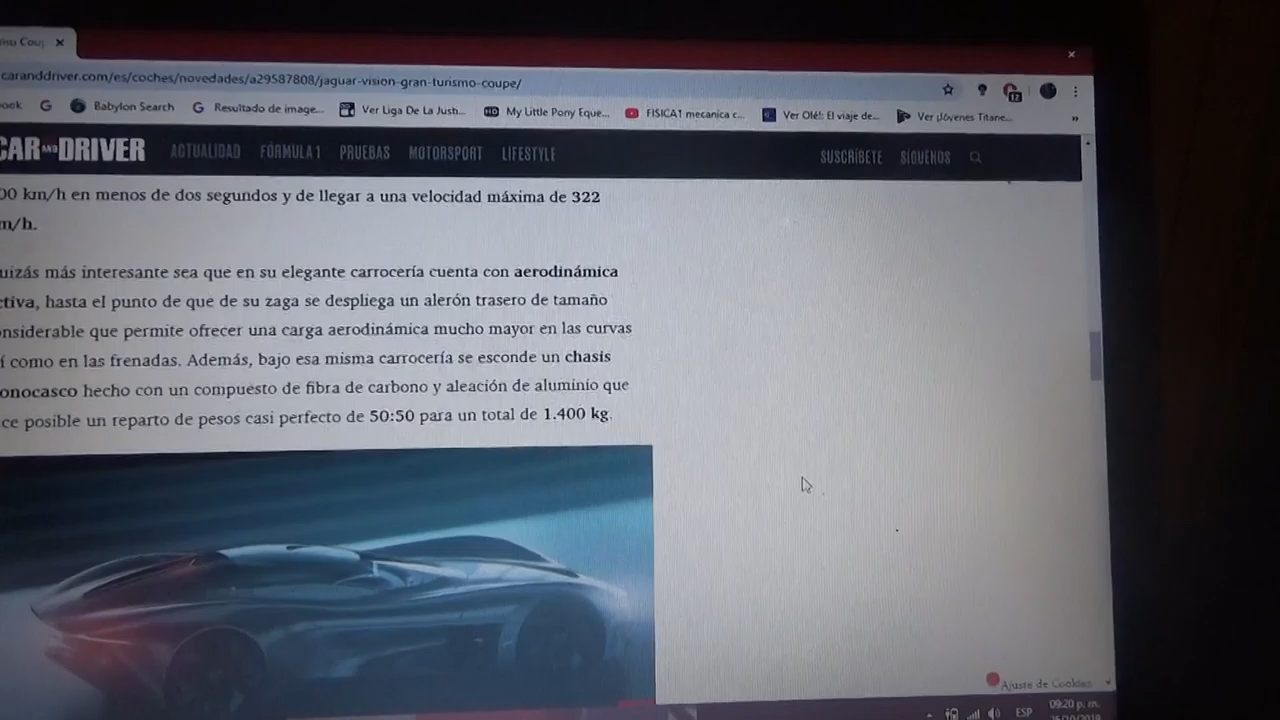 caranddriver.com/es/coches/novedades/a29587808/jaguar-vision-gran-turismo-coupe/
Babylon Search Resultado de image... Ver Liga De La Jush... My Little Pony Eque... FISICA1 mecanica c... Ver Olé!: El viaje de... Ver ¡Jóvenes Titane... »
CAR AND DRIVER ACTUALIDAD FÓRMULA 1 PRUEBAS MOTORSPORT LIFESTYLE SUSCRÍBETE SÍGUENOS
00 km/h en menos de dos segundos y de llegar a una velocidad máxima de 322
m/h.
uizás más interesante sea que en su elegante carrocería cuenta con aerodinámica
ctiva, hasta el punto de que de su zaga se despliega un alerón trasero de tamaño
onsiderable que permite ofrecer una carga aerodinámica mucho mayor en las curvas
í como en las frenadas. Además, bajo esa misma carrocería se esconde un chasis
onocasco hecho con un compuesto de fibra de carbono y aleación de aluminio que
ce posible un reparto de pesos casi perfecto de 50:50 para un total de 1.400 kg.
Ajuste de Cookies
ESP 09:20 p. m.